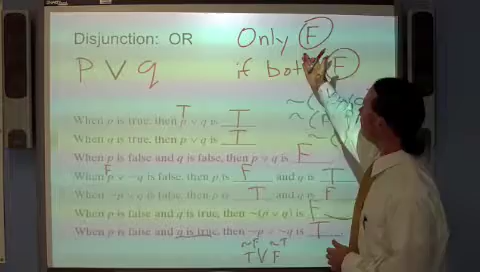 Disjunction: OR
Only F
if both F
p ∨ q
T
When p is true, then p ∨ q is T
When q is true, then p ∨ q is T
When p is false and q is false, then p ∨ q is F
F
When p ∨ ~q is false, then p is F and q is T
When ~p ∨ q is false, then p is T and q is F
When p is false and q is true, then ~(p ∨ q) is F
When p is false and q is true, then ~p ∨ ~q is T
~F ~T
T ∨ F